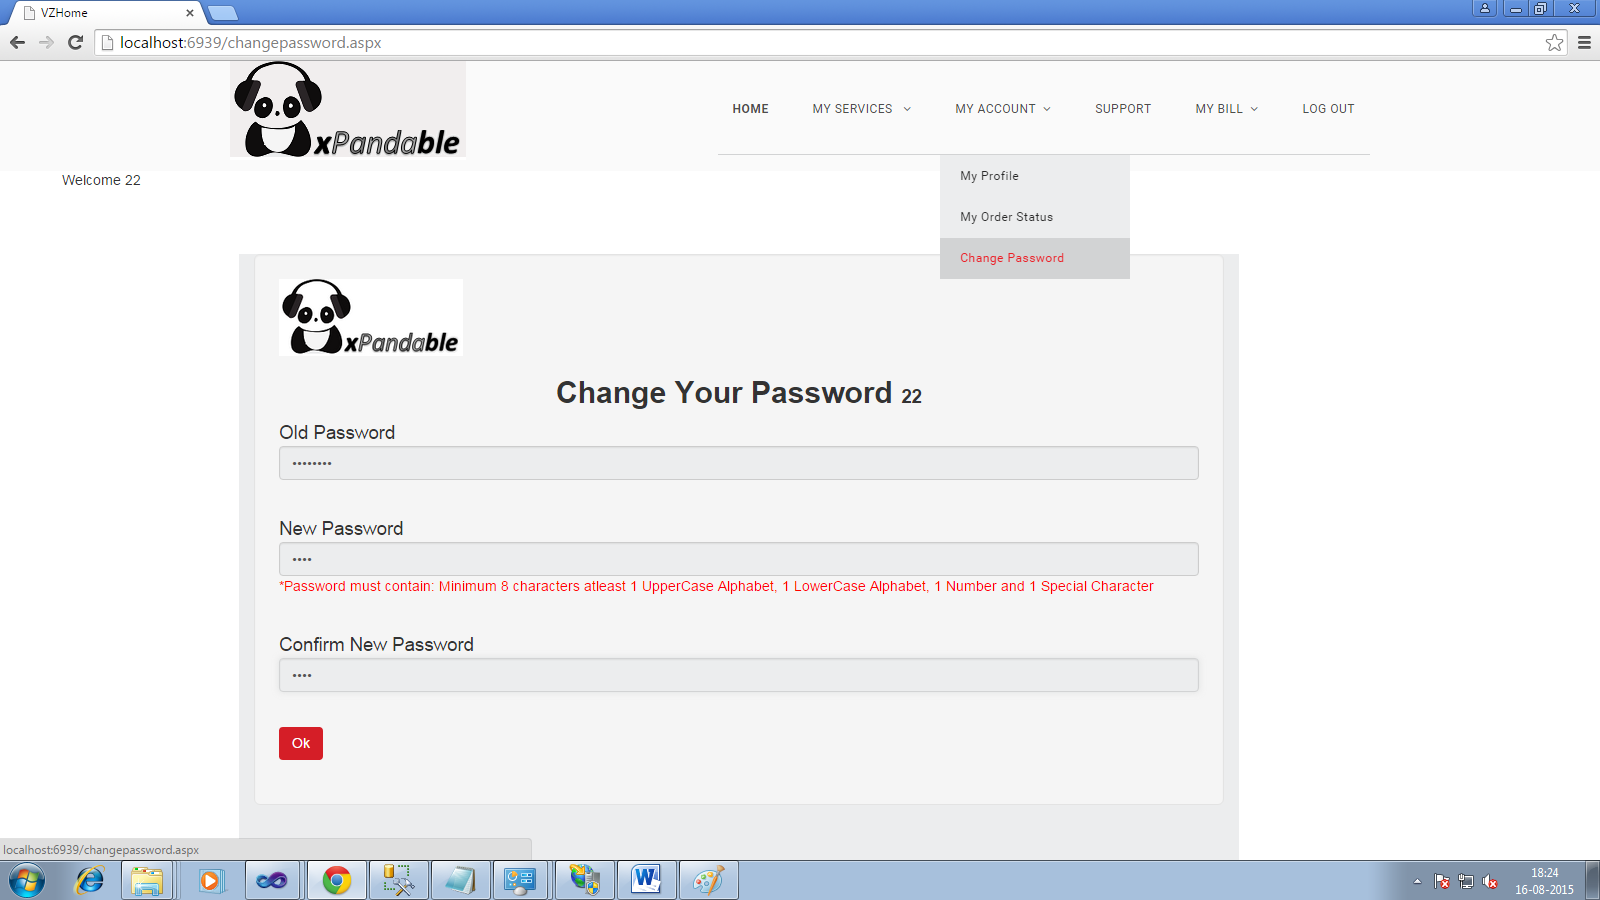 VZHome
localhost:6939/changepassword.aspx
xPandable
HOME MY SERVICES MY ACCOUNT SUPPORT MY BILL LOG OUT
Welcome 22
My Profile
My Order Status
Change Password
xPandable
Change Your Password 22
Old Password
••••••••
New Password
••••
*Password must contain: Minimum 8 characters atleast 1 UpperCase Alphabet, 1 LowerCase Alphabet, 1 Number and 1 Special Character
Confirm New Password
••••
Ok
localhost:6939/changepassword.aspx
18:24
16-08-2015